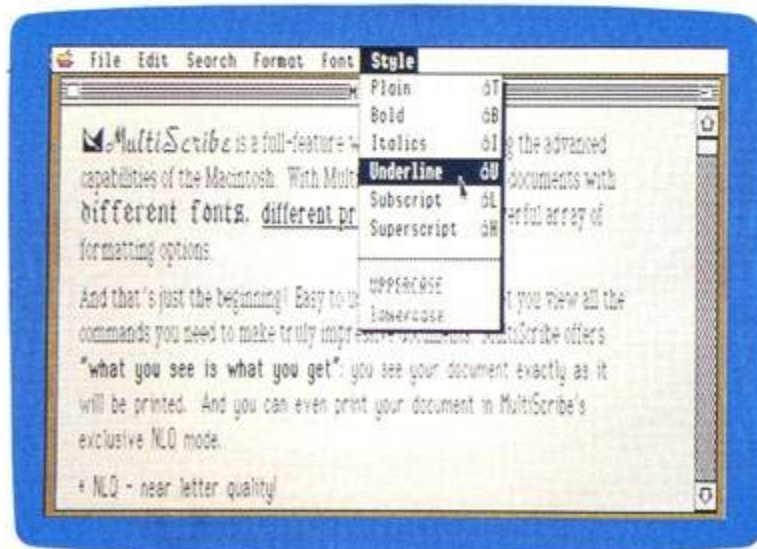 File Edit Search Format Font Style
Plain T
Bold B
Italics I
Underline U
Subscript L
Superscript H
UPPERCASE
lowercase
M
MultiScribe is a full-feature w g the advanced
capabilities of the Macintosh. With Mult documents with
different fonts, different pr erful array of
formatting options.
And that's just the beginning! Easy to u t you view all the
commands you need to make truly impressive documents. MultiScribe offers
"what you see is what you get": you see your document exactly as it
will be printed. And you can even print your document in MultiScribe's
exclusive NLQ mode.
* NLQ - near letter quality!